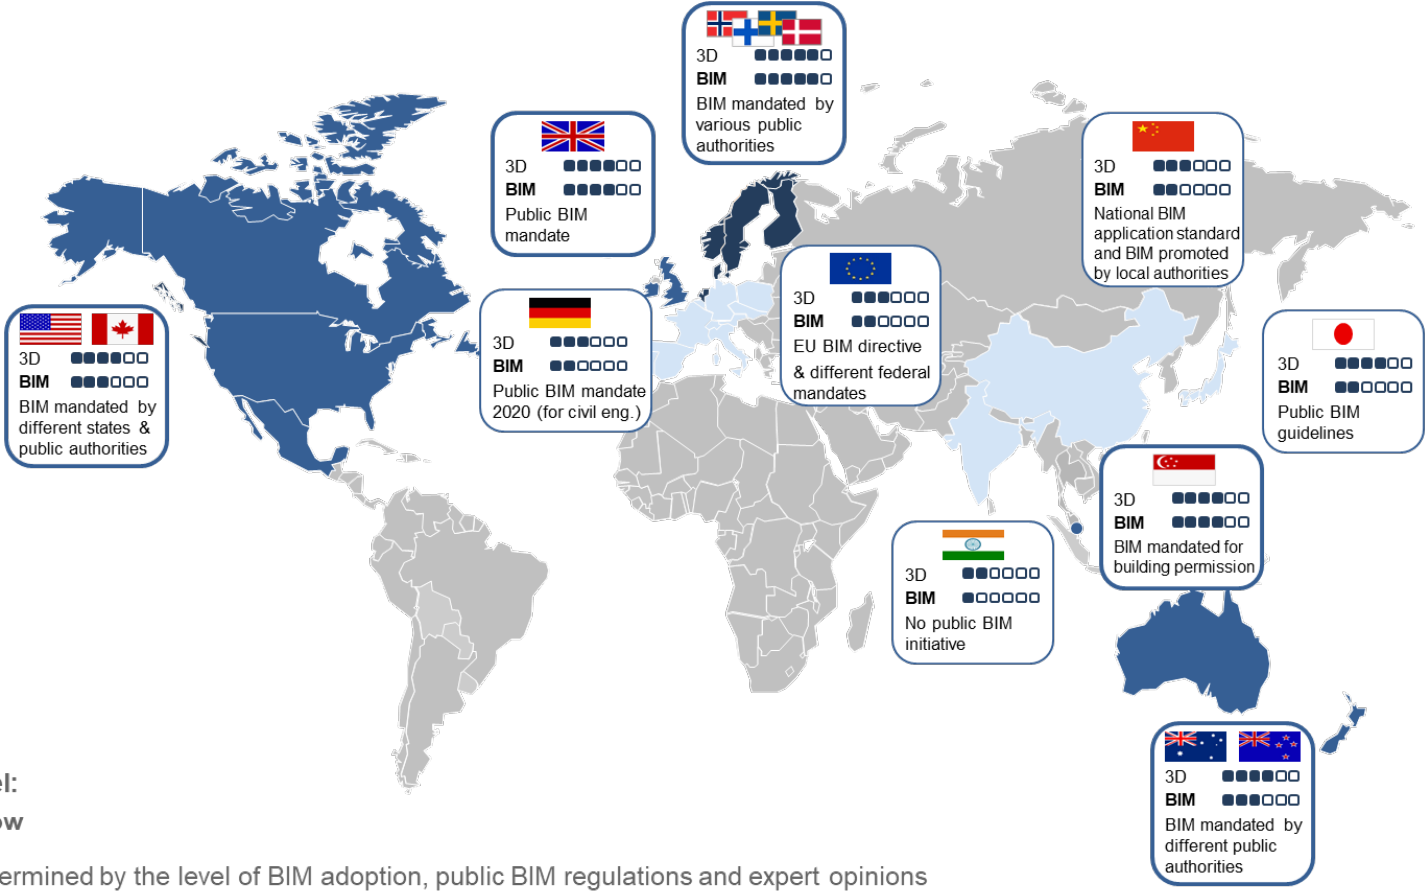 3D
BIM
BIM mandated by
various public
authorities
3D
BIM
Public BIM
mandate
3D
BIM
National BIM
application standard
and BIM promoted
by local authorities
3D
BIM
EU BIM directive
& different federal
mandates
3D
BIM
Public BIM mandate
2020 (for civil eng.)
3D
BIM
BIM mandated by
different states &
public authorities
3D
BIM
Public BIM
guidelines
3D
BIM
BIM mandated for
building permission
3D
BIM
No public BIM
initiative
3D
BIM
BIM mandated by
different public
authorities
by the level of BIM adoption, public BIM regulations and expert opinions